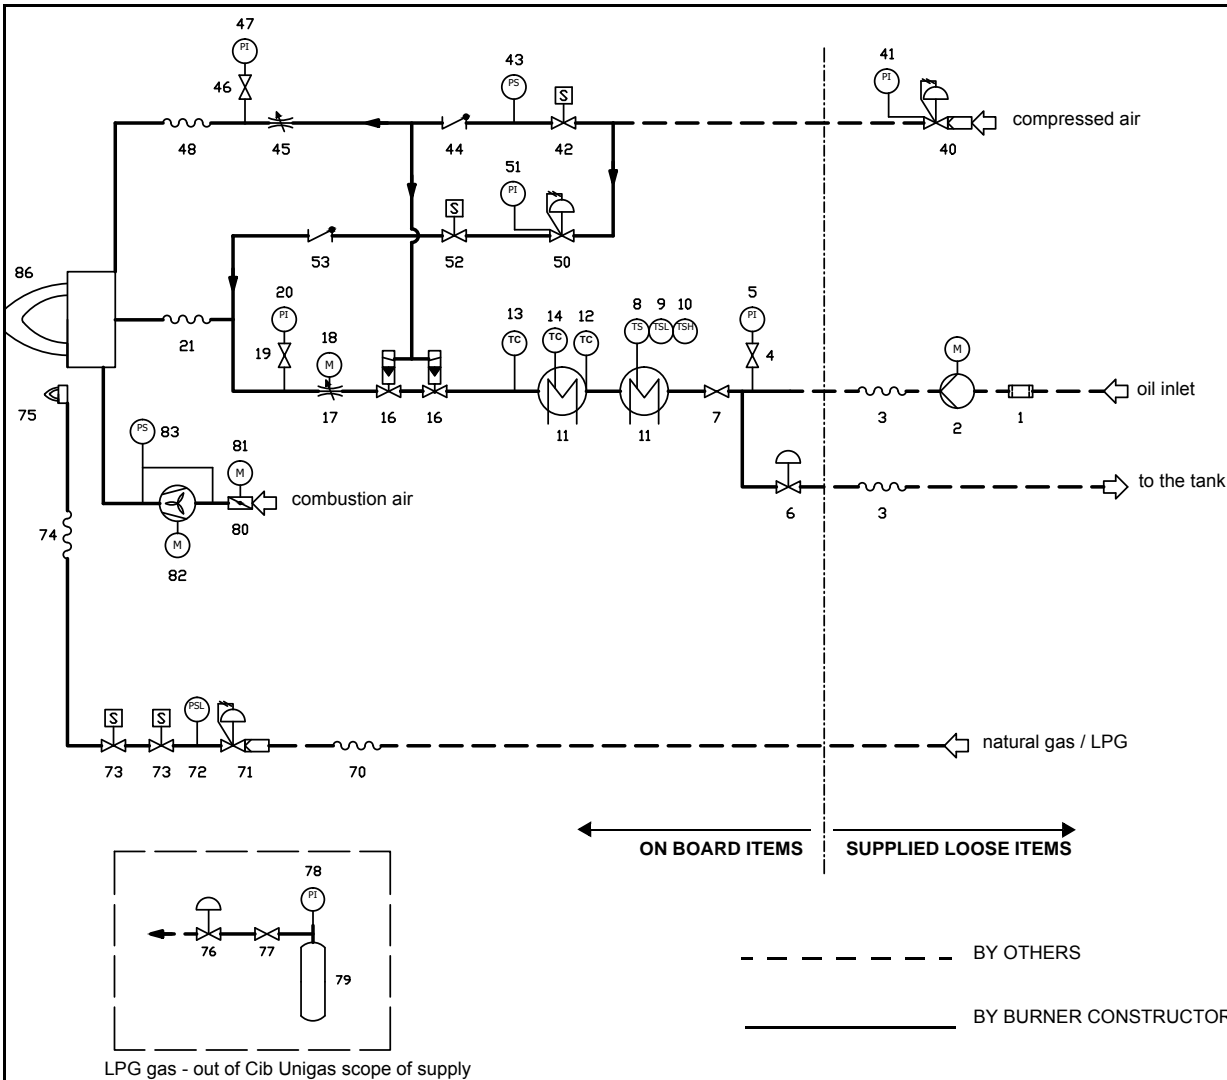 47
PI
46
43
PS
S
41
PI
compressed air
48
45
44
42
40
51
PI
S
53
52
50
86
20
PI
19
18
M
13
TC
14
TC
12
TC
8
TS
9
TSL
10
TSH
5
PI
4
M
21
17
16
16
11
11
7
3
2
1
oil inlet
75
83
PS
81
M
combustion air
80
M
82
6
3
to the tank
74
S
S
PSL
73
73
72
71
70
natural gas / LPG
ON BOARD ITEMS
SUPPLIED LOOSE ITEMS
78
PI
76
77
79
BY OTHERS
BY BURNER CONSTRUCTOR
LPG gas - out of Cib Unigas scope of supply